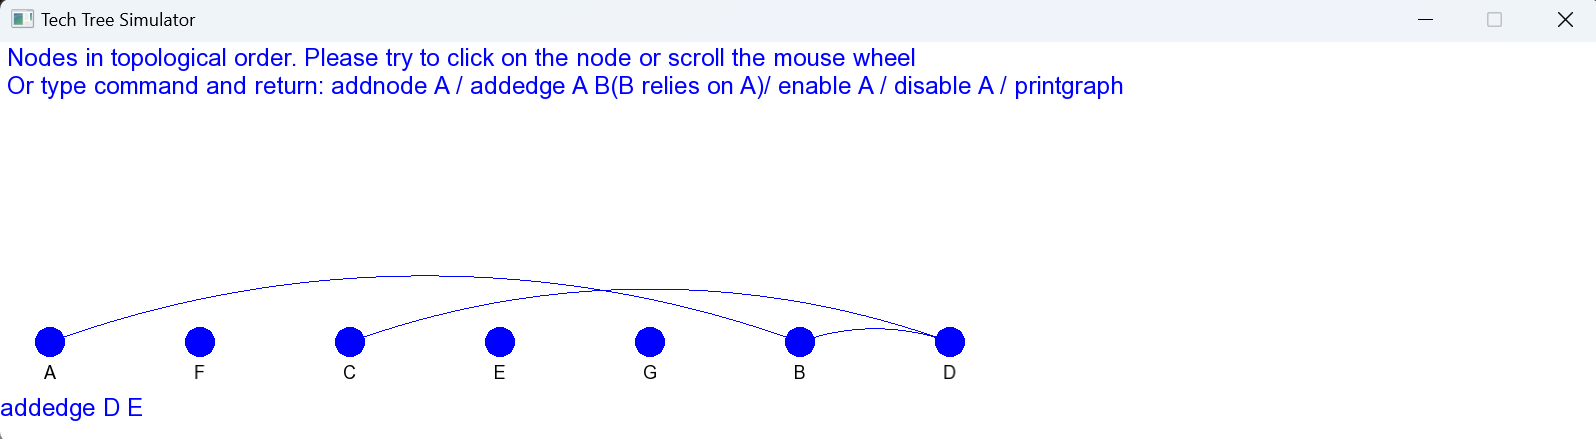 Tech Tree Simulator
Nodes in topological order. Please try to click on the node or scroll the mouse wheel
Or type command and return: addnode A / addedge A B(B relies on A)/ enable A / disable A / printgraph
A F C E G B D
addedge D E